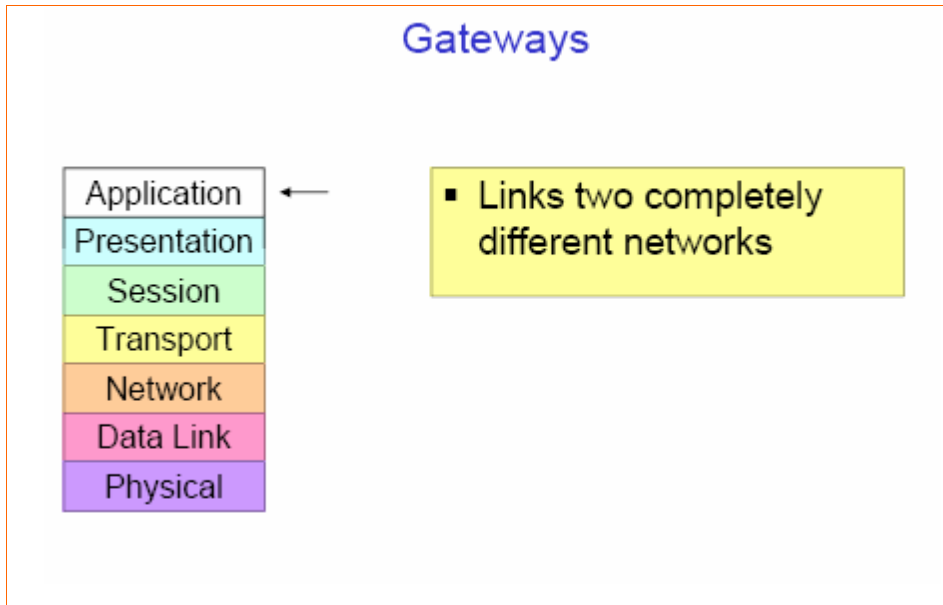 Gateways
Application
Presentation
Session
Transport
Network
Data Link
Physical
▪ Links two completely
different networks